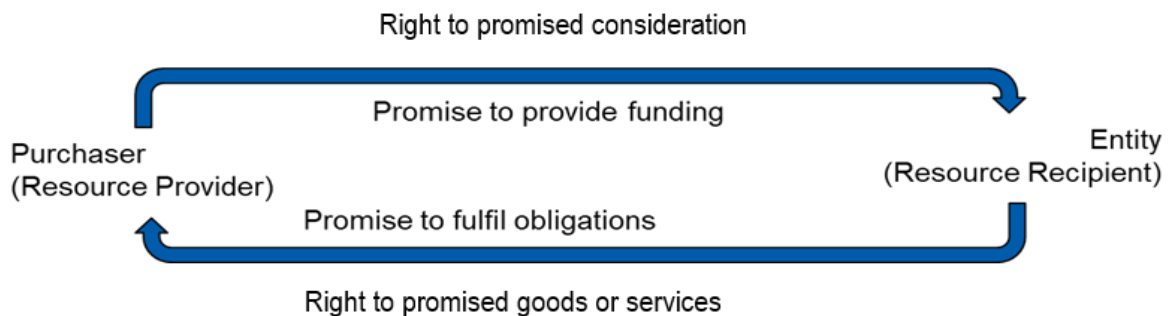 Right to promised consideration
Promise to provide funding
Purchaser
(Resource Provider)
Entity
(Resource Recipient)
Promise to fulfil obligations
Right to promised goods or services